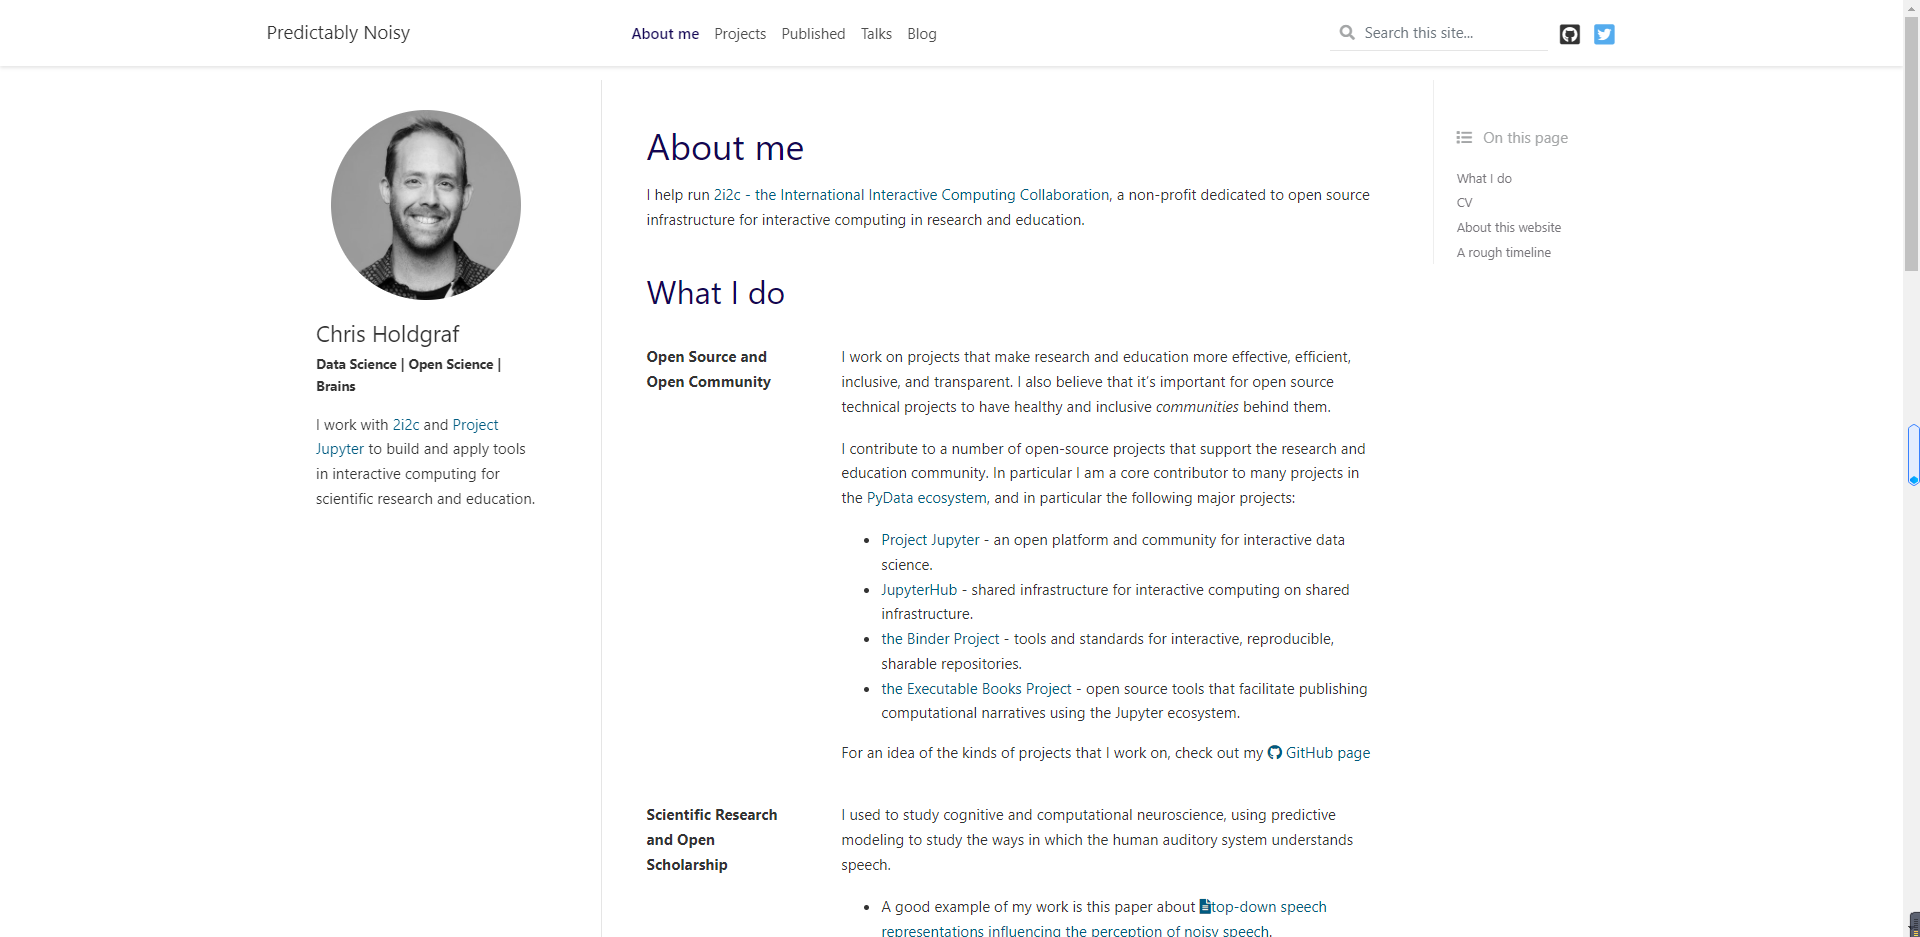 Predictably Noisy
About me Projects Published Talks Blog
Search this site...
Chris Holdgraf
Data Science | Open Science |
Brains
I work with 2i2c and Project
Jupyter to build and apply tools
in interactive computing for
scientific research and education.
About me
I help run 2i2c - the International Interactive Computing Collaboration, a non-profit dedicated to open source
infrastructure for interactive computing in research and education.
What I do
Open Source and
Open Community
I work on projects that make research and education more effective, efficient,
inclusive, and transparent. I also believe that it's important for open source
technical projects to have healthy and inclusive communities behind them.
I contribute to a number of open-source projects that support the research and
education community. In particular I am a core contributor to many projects in
the PyData ecosystem, and in particular the following major projects:
• Project Jupyter - an open platform and community for interactive data
science.
• JupyterHub - shared infrastructure for interactive computing on shared
infrastructure.
• the Binder Project - tools and standards for interactive, reproducible,
sharable repositories.
• the Executable Books Project - open source tools that facilitate publishing
computational narratives using the Jupyter ecosystem.
For an idea of the kinds of projects that I work on, check out my GitHub page
Scientific Research
and Open
Scholarship
I used to study cognitive and computational neuroscience, using predictive
modeling to study the ways in which the human auditory system understands
speech.
• A good example of my work is this paper about top-down speech
representations influencing the perception of noisy speech.
On this page
What I do
CV
About this website
A rough timeline